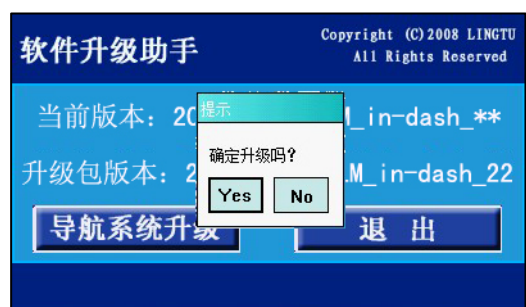 软件升级助手
Copyright (C)2008 LINGTU
All Rights Reserved
提示
当前版本: 20 _in-dash_**
确定升级吗?
升级包版本: 2 M_in-dash_22
Yes No
导航系统升级 退 出